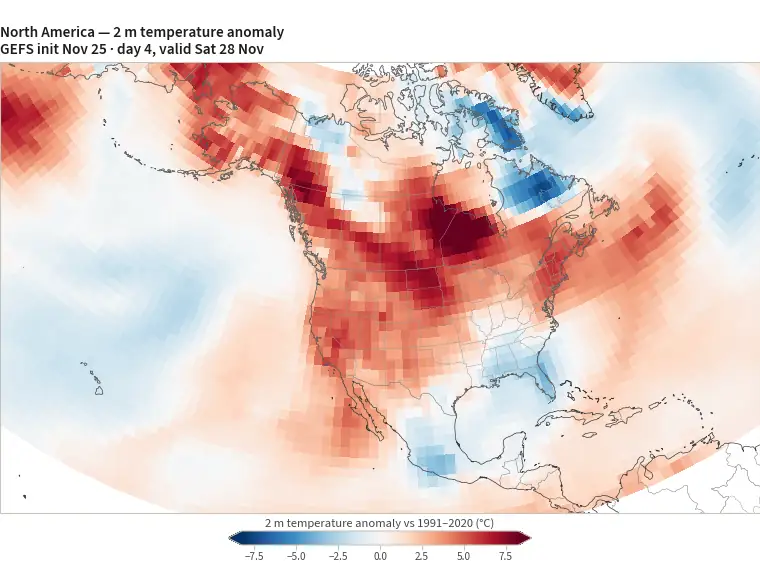 North America — 2 m temperature anomaly
GEFS init Nov 25 · day 4, valid Sat 28 Nov
2 m temperature anomaly vs 1991–2020 (°C)
−7.5 −5.0 −2.5 0.0 2.5 5.0 7.5